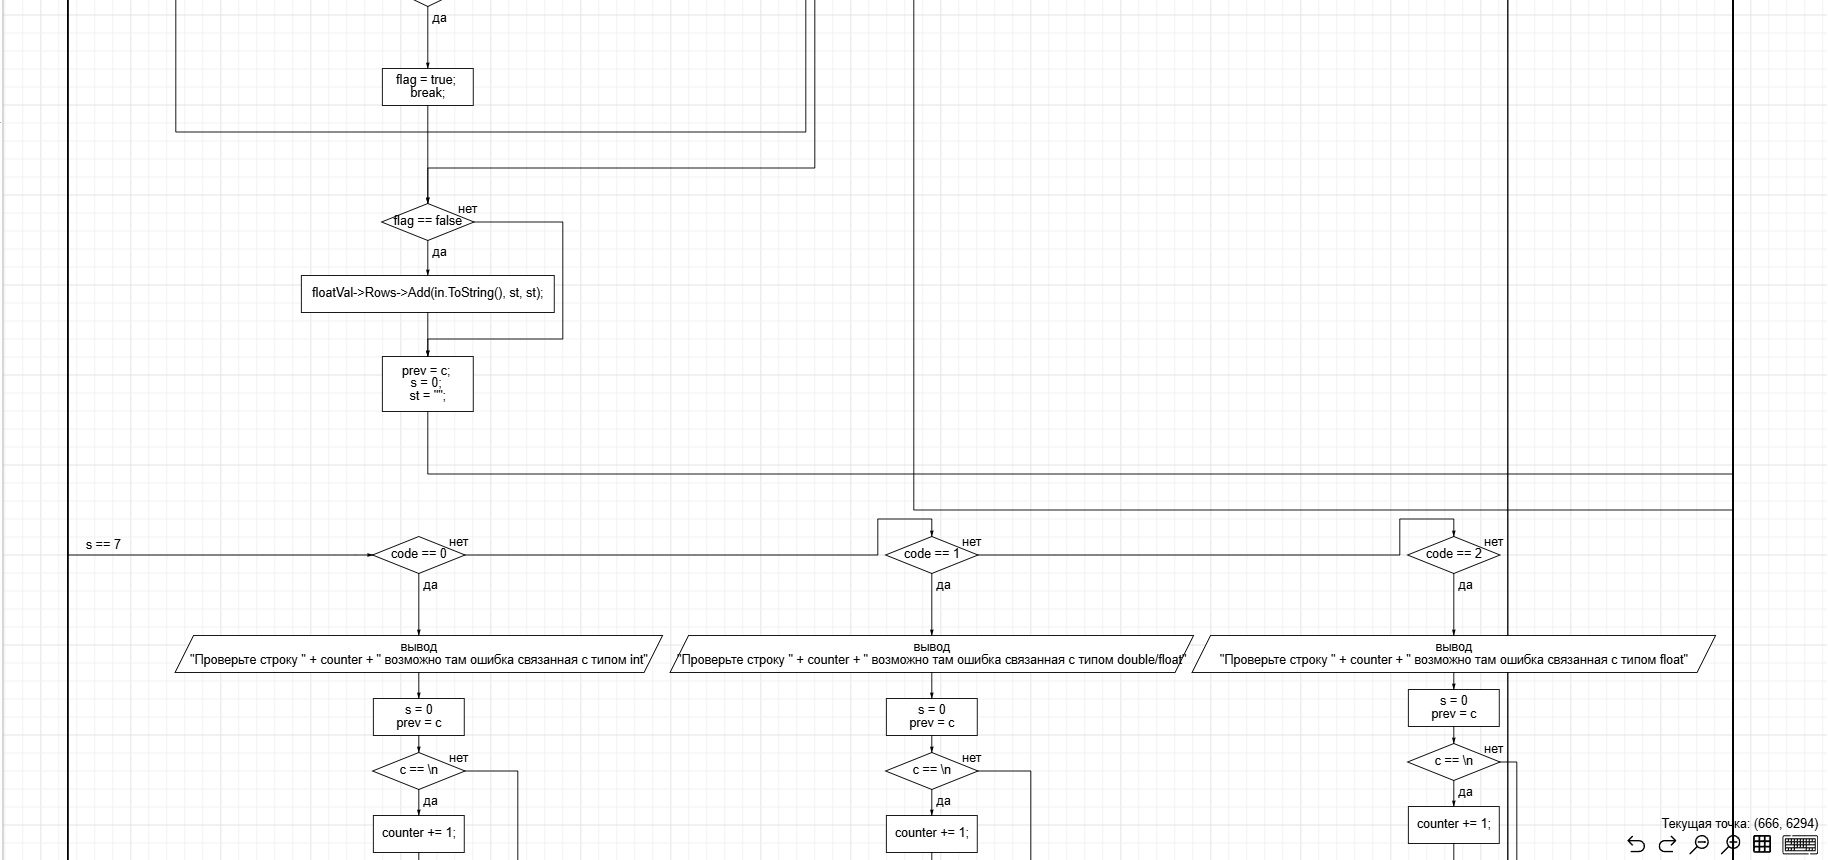 да
flag = true;
break;
нет
flag == false
да
floatVal->Rows->Add(in.ToString(), st, st);
prev = c;
s = 0;
st = "";
s == 7
code == 0
нет
code == 1
нет
code == 2
нет
да
да
да
вывод
"Проверьте строку " + counter + " возможно там ошибка связанная с типом int"
вывод
"Проверьте строку " + counter + " возможно там ошибка связанная с типом double/float"
вывод
"Проверьте строку " + counter + " возможно там ошибка связанная с типом float"
s = 0
prev = c
s = 0
prev = c
s = 0
prev = c
нет
c == \n
да
нет
c == \n
да
нет
c == \n
да
counter += 1;
counter += 1;
counter += 1;
Текущая точка: (666, 6294)